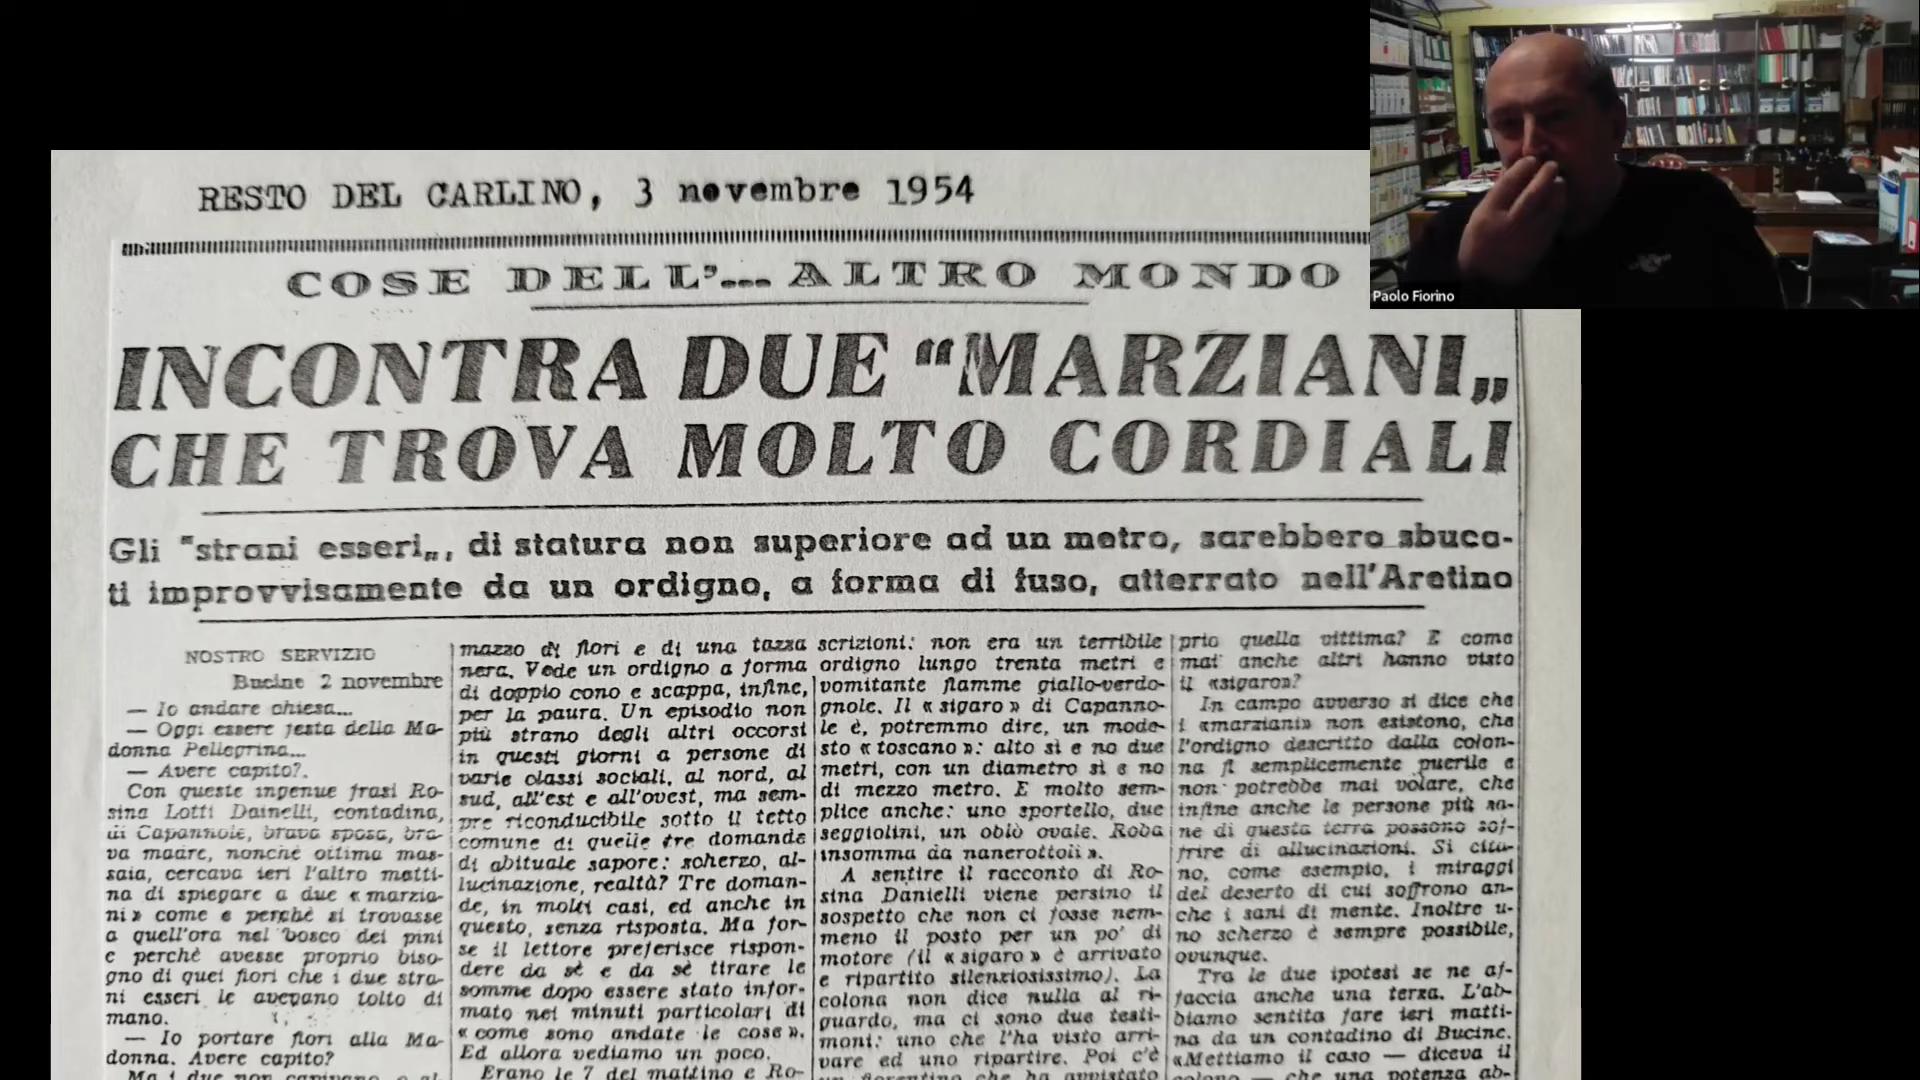 RESTO DEL CARLINO, 3 novembre 1954
COSE DELL'... ALTRO MONDO
Paolo Fiorino
INCONTRA DUE “MARZIANI„
CHE TROVA MOLTO CORDIALI
Gli "strani esseri„, di statura non superiore ad un metro, sarebbero sbuca-
ti improvvisamente da un ordigno, a forma di fuso, atterrato nell'Aretino
NOSTRO SERVIZIO
Bucine 2 novembre
— Io andare chiesa...
— Oggi essere festa della Ma-
donna Pellegrina...
— Avere capito?.
Con queste ingenue frasi Ro-
sina Lotti Dainelli, contadina,
di Capannole, brava sposa, bra-
va madre, nonchè ottima mas-
saia, cercava ieri l'altro matti-
na di spiegare a due « marzia-
ni » come e perchè si trovasse
a quell'ora nel bosco dei pini
e perchè avesse proprio biso-
gno di quei fiori che i due stra-
ni esseri le avevano tolto di
mano.
— Io portare fiori alla Ma-
donna. Avere capito?
Ma i due non capivano e al-
mazzo di fiori e di una tazza
nera. Vede un ordigno a forma
di doppio cono e scappa, infine,
per la paura. Un episodio non
più strano degli altri occorsi
in questi giorni a persone di
varie classi sociali, al nord, al
sud, all'est e all'ovest, ma sem-
pre riconducibile sotto il tetto
comune di quelle tre domande
di abituale sapore: scherzo, al-
lucinazione, realtà? Tre doman-
de, in molti casi, ed anche in
questo, senza risposta. Ma for-
se il lettore preferisce rispon-
dere da sè e da sè tirare le
somme dopo essere stato infor-
mato nei minuti particolari di
« come sono andate le cose ».
Ed allora vediamo un poco.
Erano le 7 del mattino e Ro-
scrizioni: non era un terribile
ordigno lungo trenta metri e
vomitante fiamme giallo-verdo-
gnole. Il « sigaro » di Capanno-
le è, potremmo dire, un mode-
sto « toscano »: alto sì e no due
metri, con un diametro sì e no
di mezzo metro. E molto sem-
plice anche: uno sportello, due
seggiolini, un oblò ovale. Roba
insomma da nanerottoli ».
A sentire il racconto di Ro-
sina Danielli viene persino il
sospetto che non ci fosse nem-
meno il posto per un po' di
motore (il « sigaro » è arrivato
e ripartito silenziosissimo). La
colona non dice nulla al ri-
guardo, ma ci sono due testi-
moni: uno che l'ha visto arri-
vare ed uno ripartire. Poi c'è
un fiorentino che ha avvistato
prio quella vittima? E come
mai anche altri hanno visto
il «sigaro»?
In campo avverso si dice che
i «marziani» non esistono, che
l'ordigno descritto dalla colon-
na fi semplicemente puerile e
non potrebbe mai volare, che
infine anche le persone più sa-
ne di questa terra possono sof-
frire di allucinazioni. Si cita-
no, come esempio, i miraggi
del deserto di cui soffrono an-
che i sani di mente. Inoltre u-
no scherzo è sempre possibile,
ovunque.
Tra le due ipotesi se ne af-
faccia anche una terza. L'ab-
biamo sentita fare ieri matti-
na da un contadino di Bucine.
«Mettiamo il caso — diceva il
colono — che una potenza ab-